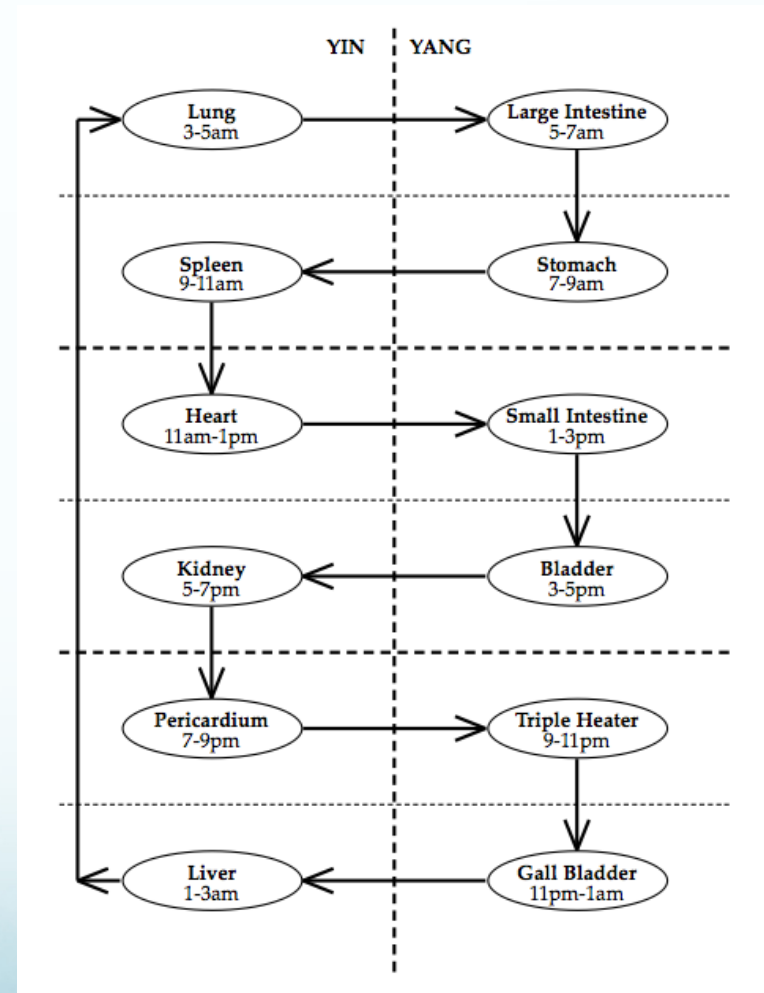 YIN YANG
Lung
3-5am
Large Intestine
5-7am
Spleen
9-11am
Stomach
7-9am
Heart
11am-1pm
Small Intestine
1-3pm
Kidney
5-7pm
Bladder
3-5pm
Pericardium
7-9pm
Triple Heater
9-11pm
Liver
1-3am
Gall Bladder
11pm-1am